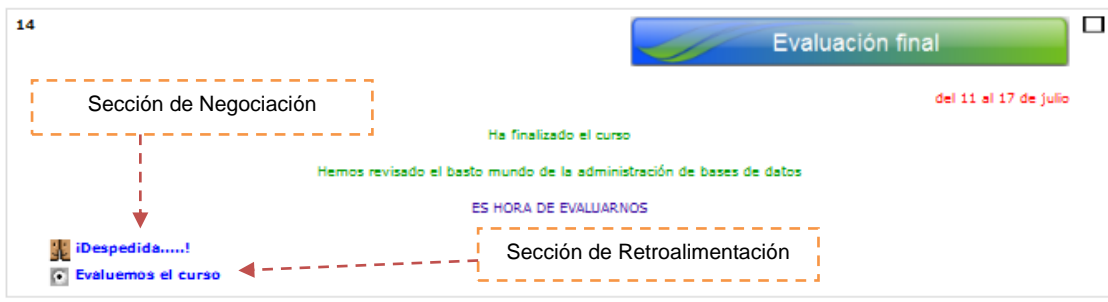 14
Evaluación final
Sección de Negociación
del 11 al 17 de julio
Ha finalizado el curso
Hemos revisado el basto mundo de la administración de bases de datos
ES HORA DE EVALUARNOS
¡Despedida.....!
Sección de Retroalimentación
Evaluemos el curso